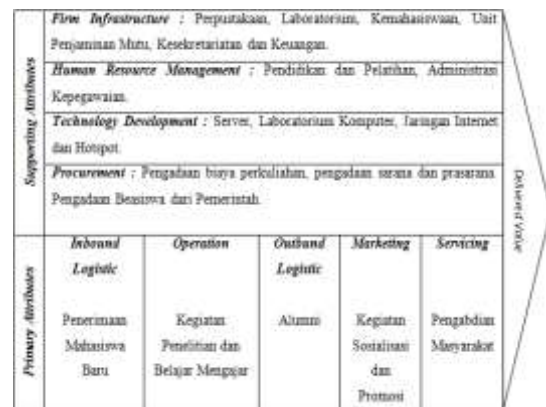 Firm Infrastructure : Perpustakaan, Laboratorium, Kemahasiswaan, Unit
Penjaminan Mutu, Kesekretariatan dan Keuangan.
Human Resource Management : Pendidikan dan Pelatihan, Administrasi
Kepegawaian.
Technology Development : Server, Laboratorium Komputer, Jaringan Internet
dan Hotspot.
Procurement : Pengadaan biaya perkuliahan, pengadaan sarana dan prasarana.
Pengadaan Beasiswa dari Pemerintah.
Supporting Attributes
Inbound
Logistic
Operation
Outbund
Logistic
Marketing
Servicing
Penerimaan
Mahasiswa
Baru
Kegiatan
Penelitian dan
Belajar Mengajar
Alumni
Kegiatan
Sosialisasi
dan
Promosi
Pengabdian
Masyarakat
Primary Attributes
Delivered Value